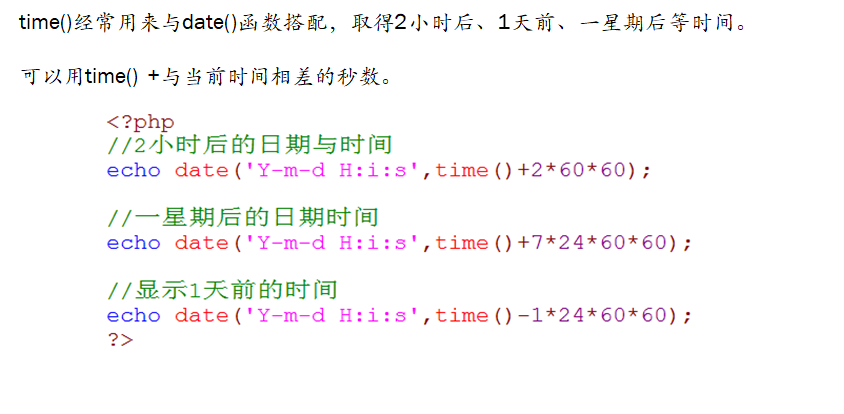 time()经常用来与date()函数搭配，取得2小时后、1天前、一星期后等时间。
可以用time() +与当前时间相差的秒数。
<?php
//2小时后的日期与时间
echo date('Y-m-d H:i:s',time()+2*60*60);
//一星期后的日期时间
echo date('Y-m-d H:i:s',time()+7*24*60*60);
//显示1天前的时间
echo date('Y-m-d H:i:s',time()-1*24*60*60);
?>